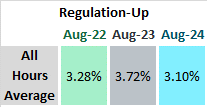 Regulation-Up
Aug-22 Aug-23 Aug-24
All
Hours
Average
3.28% 3.72% 3.10%